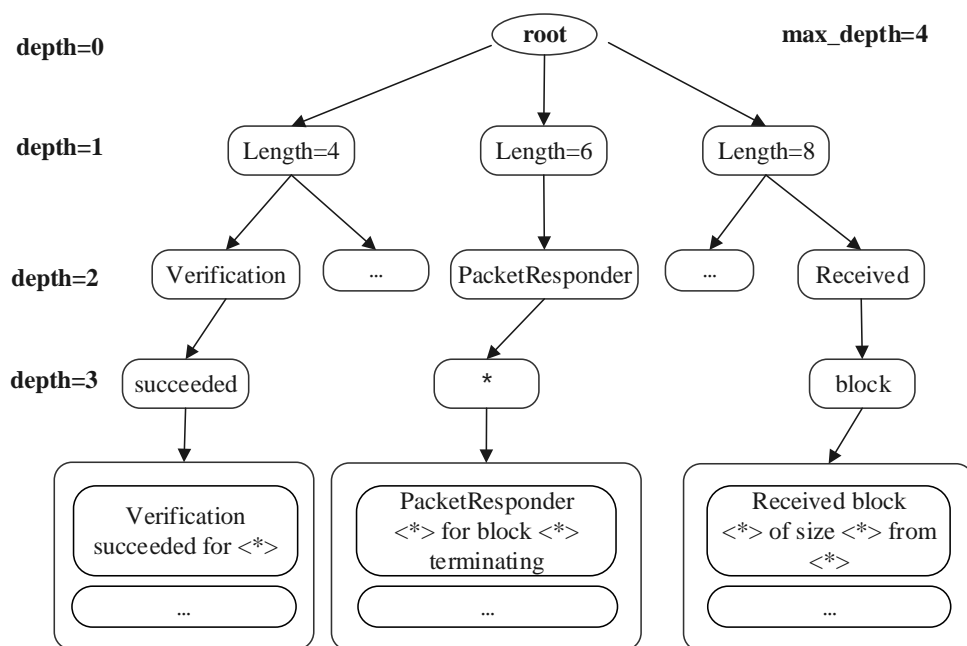 depth=0
root
max_depth=4
depth=1
Length=4
Length=6
Length=8
depth=2
Verification
...
PacketResponder
...
Received
depth=3
succeeded
*
block
Verification
succeeded for <*>
PacketResponder
<*> for block <*>
terminating
Received block
<*> of size <*> from
<*>
...
...
...